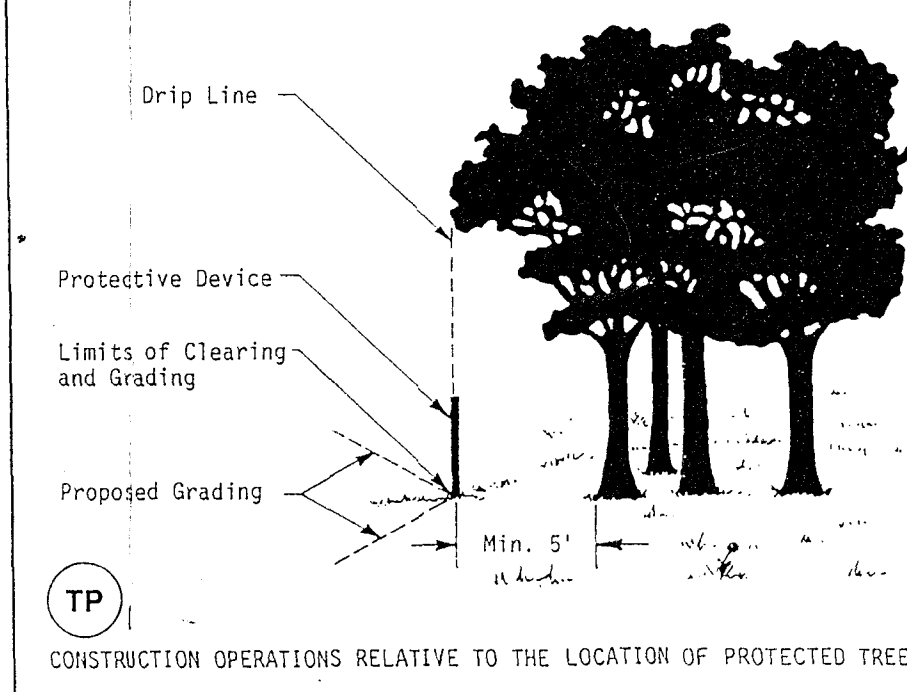 Drip Line
Protective Device
Limits of Clearing
and Grading
Proposed Grading
Min. 5'
TP
CONSTRUCTION OPERATIONS RELATIVE TO THE LOCATION OF PROTECTED TREE